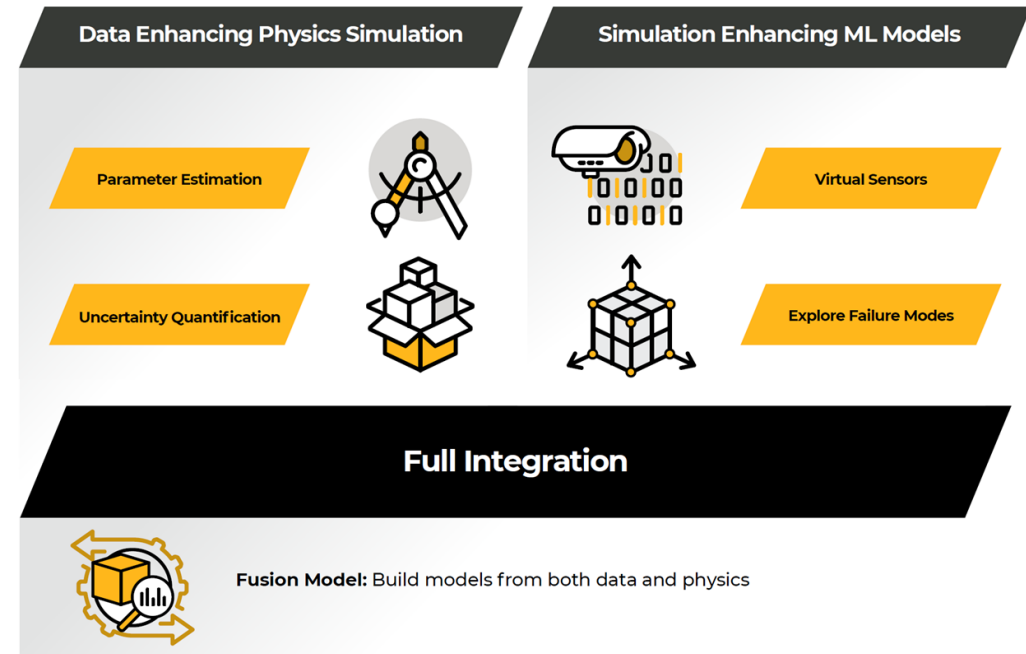 Data Enhancing Physics Simulation
Simulation Enhancing ML Models
Parameter Estimation
Virtual Sensors
Uncertainty Quantification
Explore Failure Modes
Full Integration
Fusion Model: Build models from both data and physics